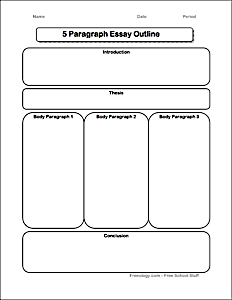 Name Date Period
5 Paragraph Essay Outline
Introduction
Thesis
Body Paragraph 1 Body Paragraph 2 Body Paragraph 3
Conclusion
Freeology.com - Free School Stuff